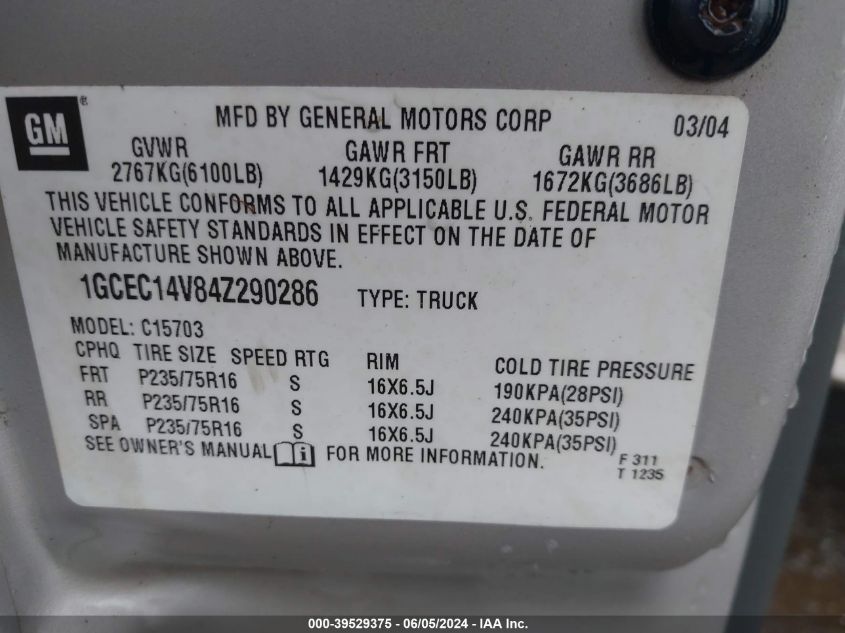 GM ®
MFD BY GENERAL MOTORS CORP 03/04
GVWR GAWR FRT GAWR RR
2767KG(6100LB) 1429KG(3150LB) 1672KG(3686LB)
THIS VEHICLE CONFORMS TO ALL APPLICABLE U.S. FEDERAL MOTOR
VEHICLE SAFETY STANDARDS IN EFFECT ON THE DATE OF
MANUFACTURE SHOWN ABOVE.
1GCEC14V84Z290286 TYPE: TRUCK
MODEL: C15703
CPHQ TIRE SIZE SPEED RTG RIM COLD TIRE PRESSURE
FRT P235/75R16 S 16X6.5J 190KPA(28PSI)
RR P235/75R16 S 16X6.5J 240KPA(35PSI)
SPA P235/75R16 S 16X6.5J 240KPA(35PSI)
SEE OWNER'S MANUAL FOR MORE INFORMATION.
F 311
T 1235
000-39529375 - 06/05/2024 - IAA Inc.